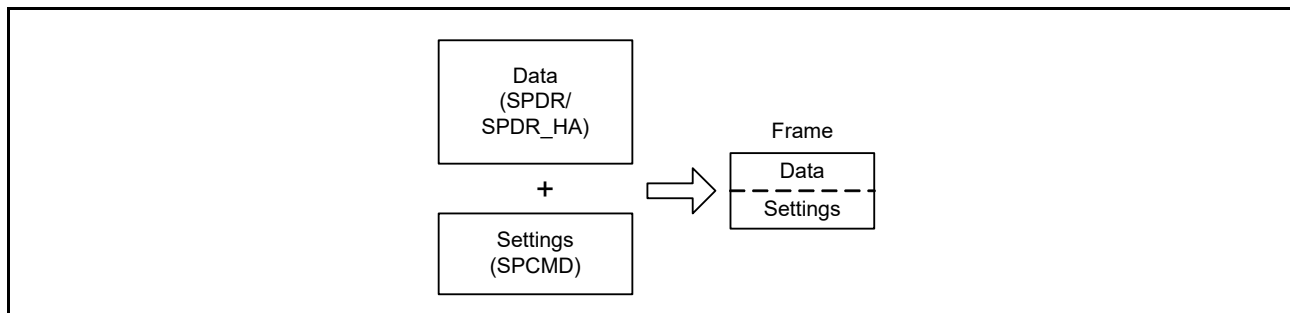 Data
(SPDR/
SPDR_HA)
+
Settings
(SPCMD)
Frame
Data
Settings